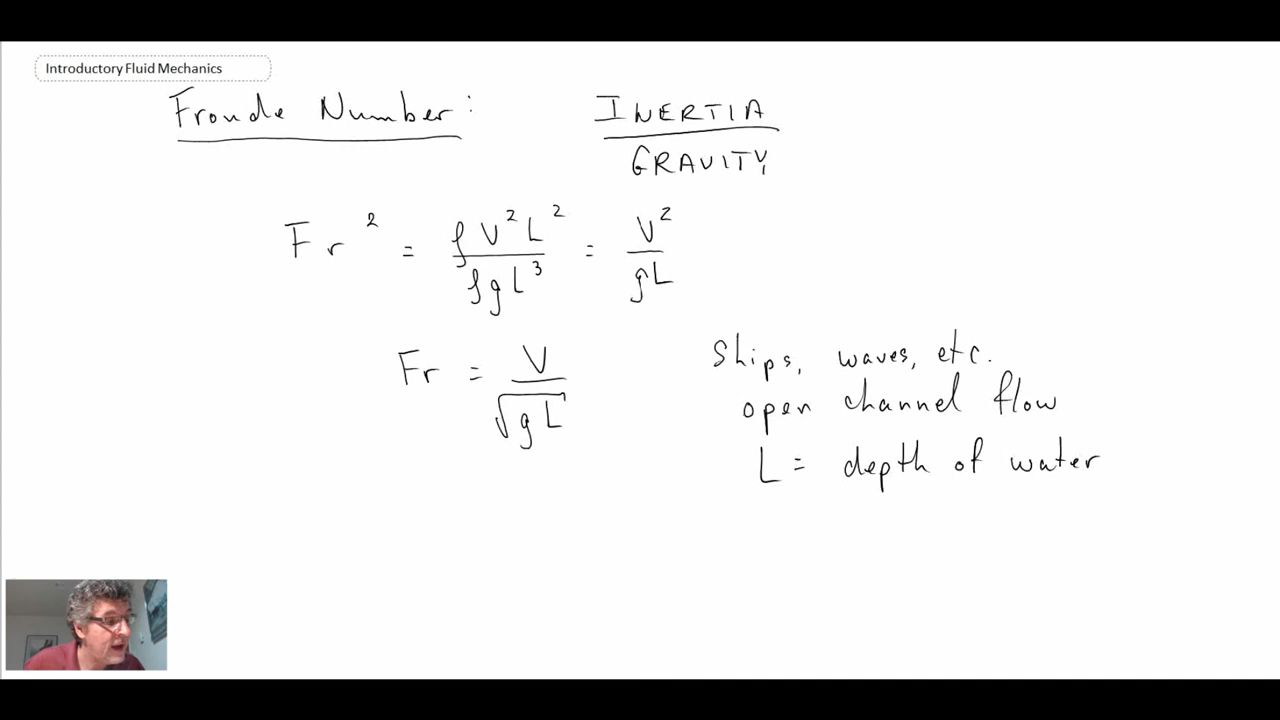 Introductory Fluid Mechanics
Froude Number: INERTIA / GRAVITY
Fr² = ρV²L² / ρgL³ = V² / gL
Fr = V / √gL
Ships, waves, etc.
open channel flow
L = depth of water